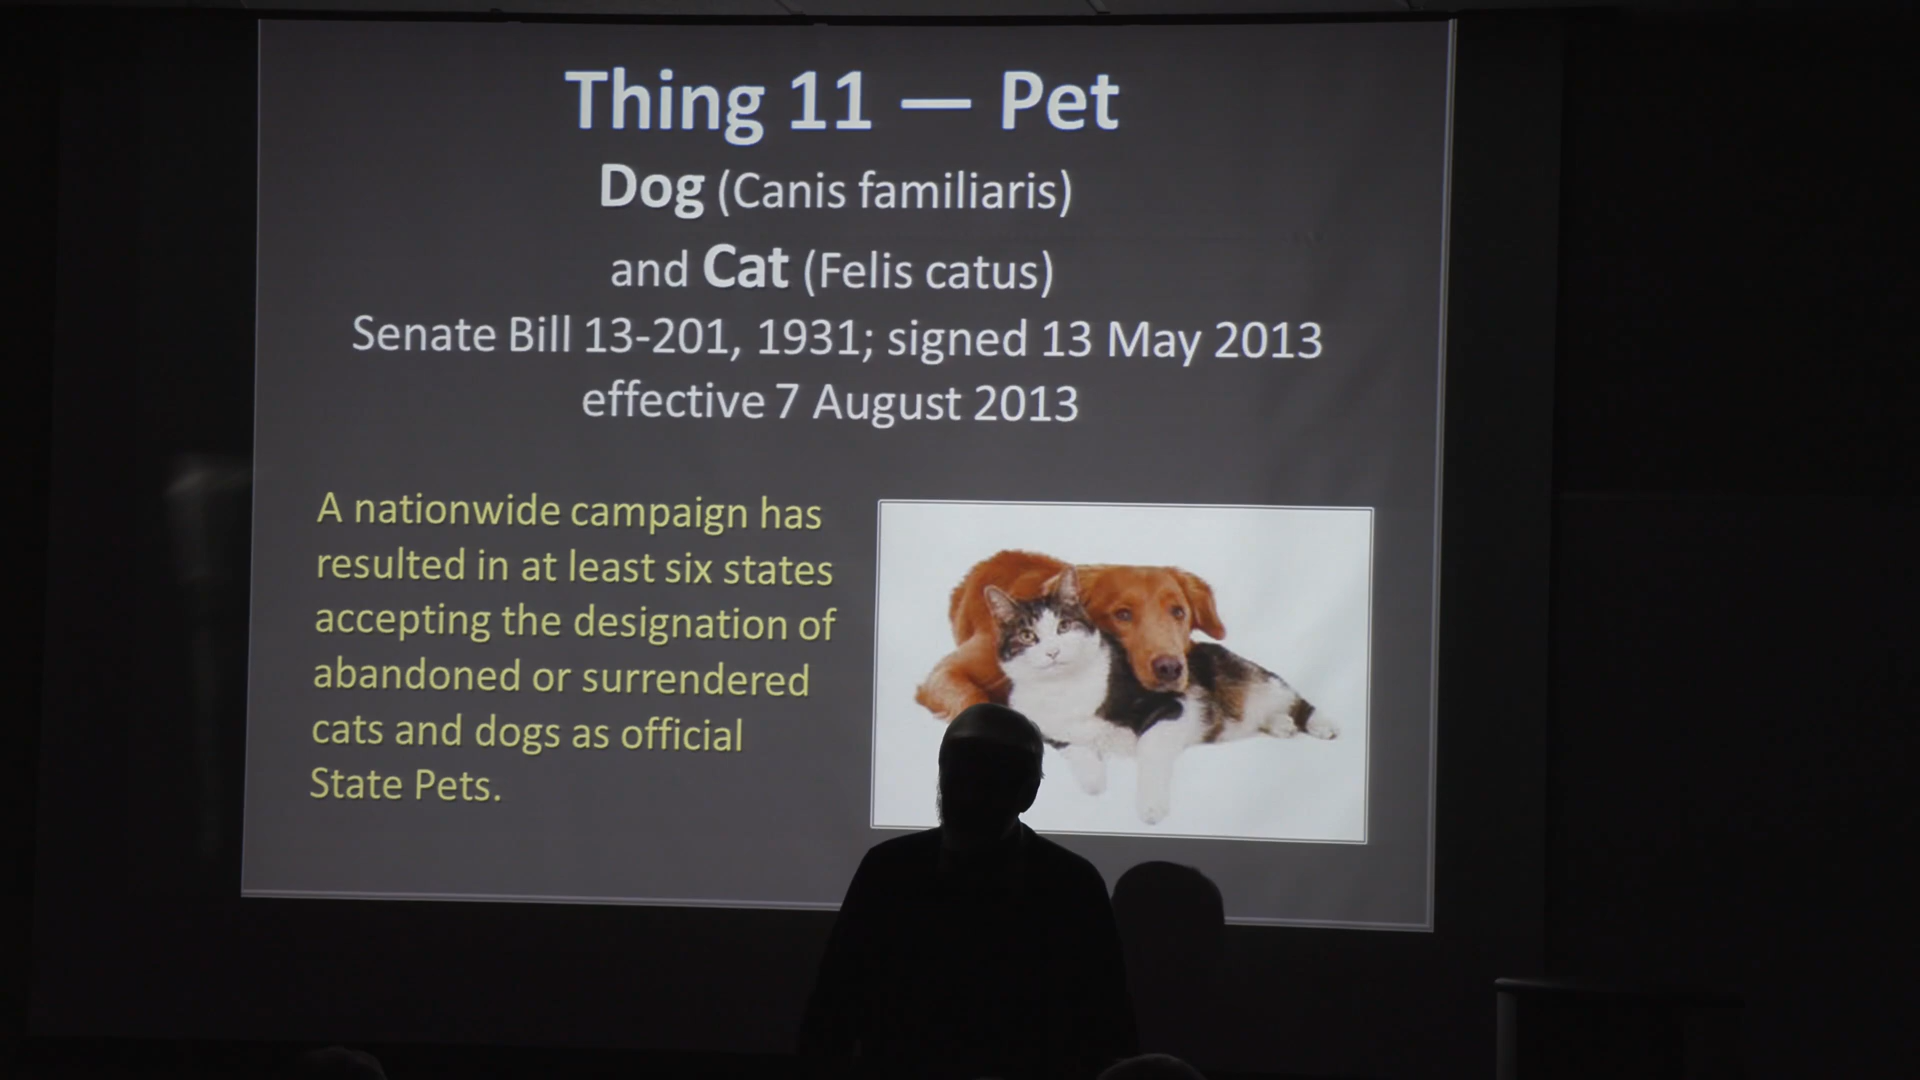 Thing 11 — Pet
Dog (Canis familiaris)
and Cat (Felis catus)
Senate Bill 13-201, 1931; signed 13 May 2013
effective 7 August 2013
A nationwide campaign has
resulted in at least six states
accepting the designation of
abandoned or surrendered
cats and dogs as official
State Pets.